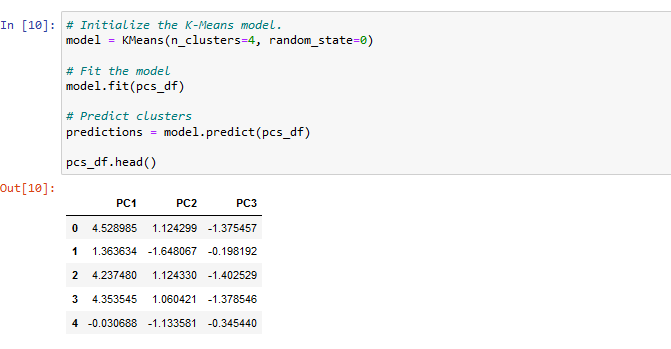 In [10]: # Initialize the K-Means model.
model = KMeans(n_clusters=4, random_state=0)
# Fit the model
model.fit(pcs_df)
# Predict clusters
predictions = model.predict(pcs_df)
pcs_df.head()
Out[10]:
PC1 PC2 PC3
0 4.528985 1.124299 -1.375457
1 1.363634 -1.648067 -0.198192
2 4.237480 1.124330 -1.402529
3 4.353545 1.060421 -1.378546
4 -0.030688 -1.133581 -0.345440